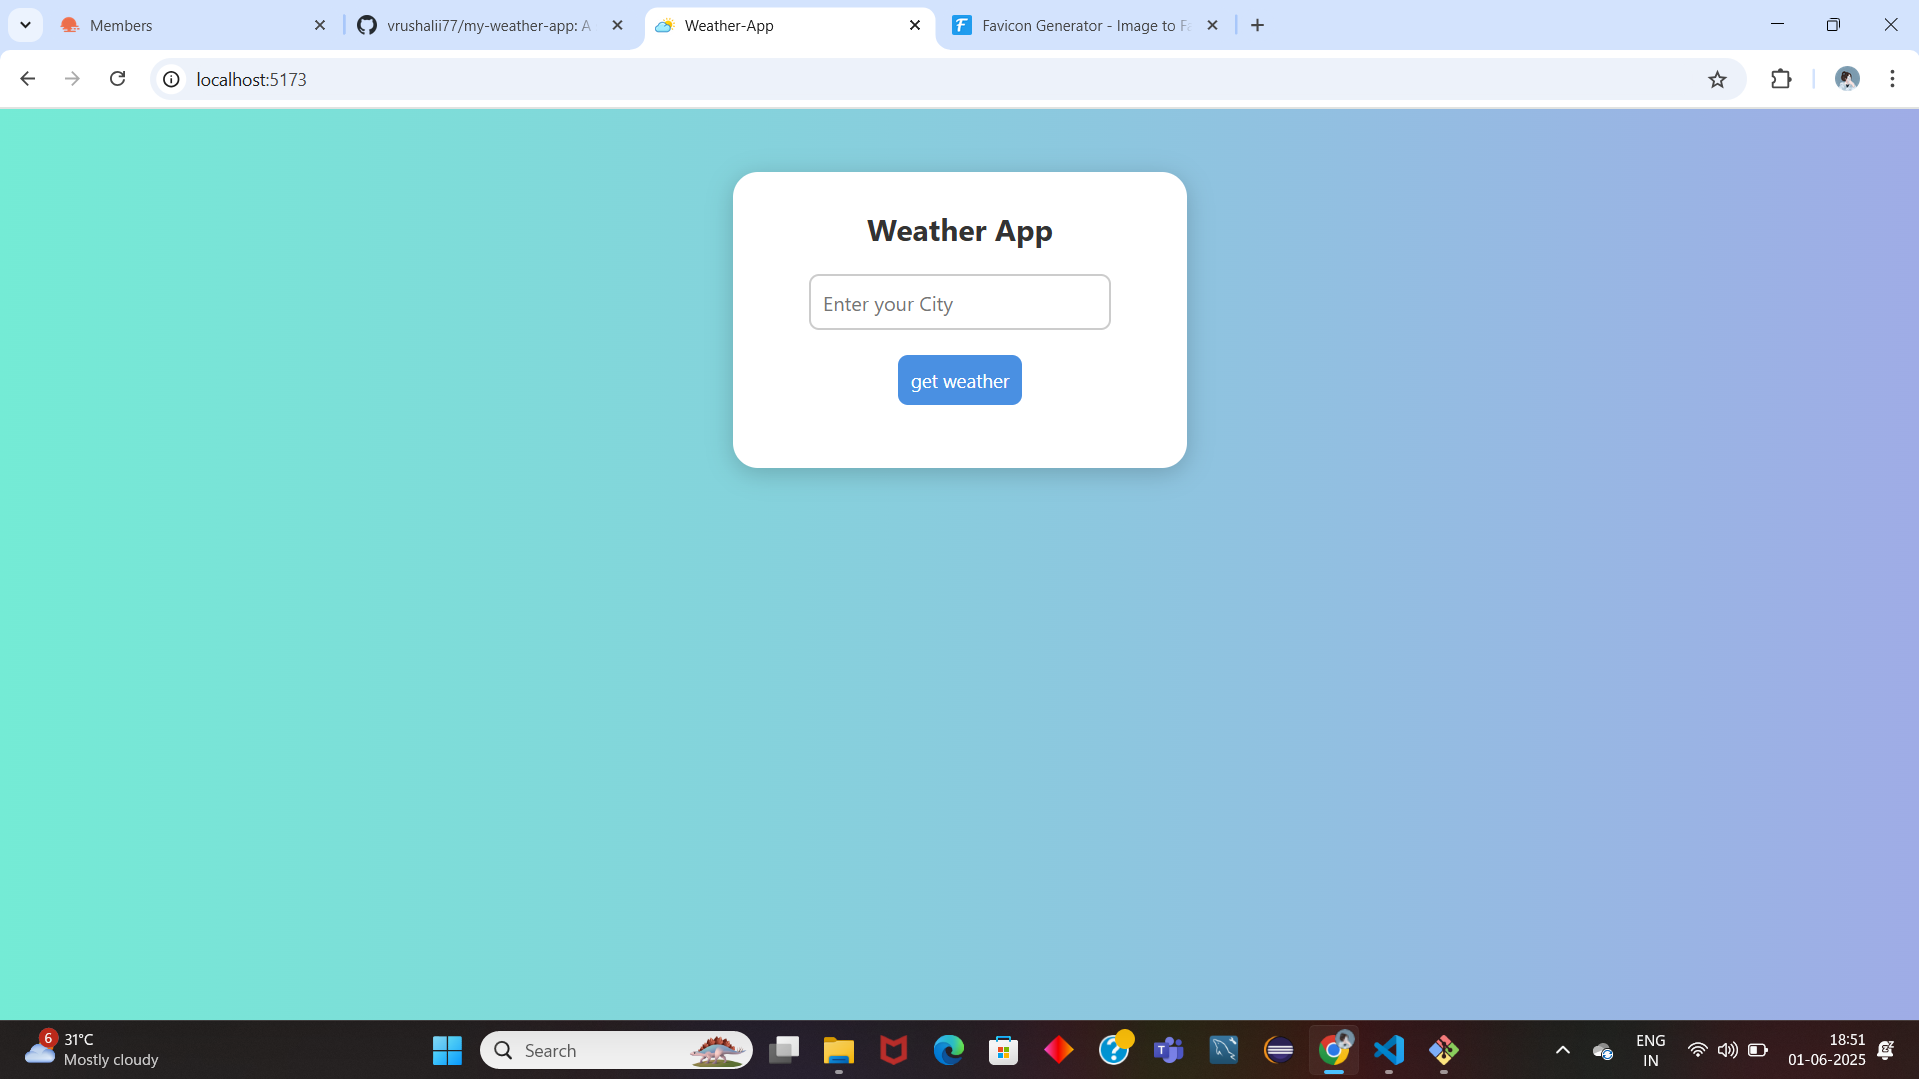 Members
vrushalii77/my-weather-app: A
Weather-App
Favicon Generator - Image to Fa
localhost:5173
Weather App
Enter your City
get weather
6
31°C
Mostly cloudy
Search
ENG
IN
18:51
01-06-2025